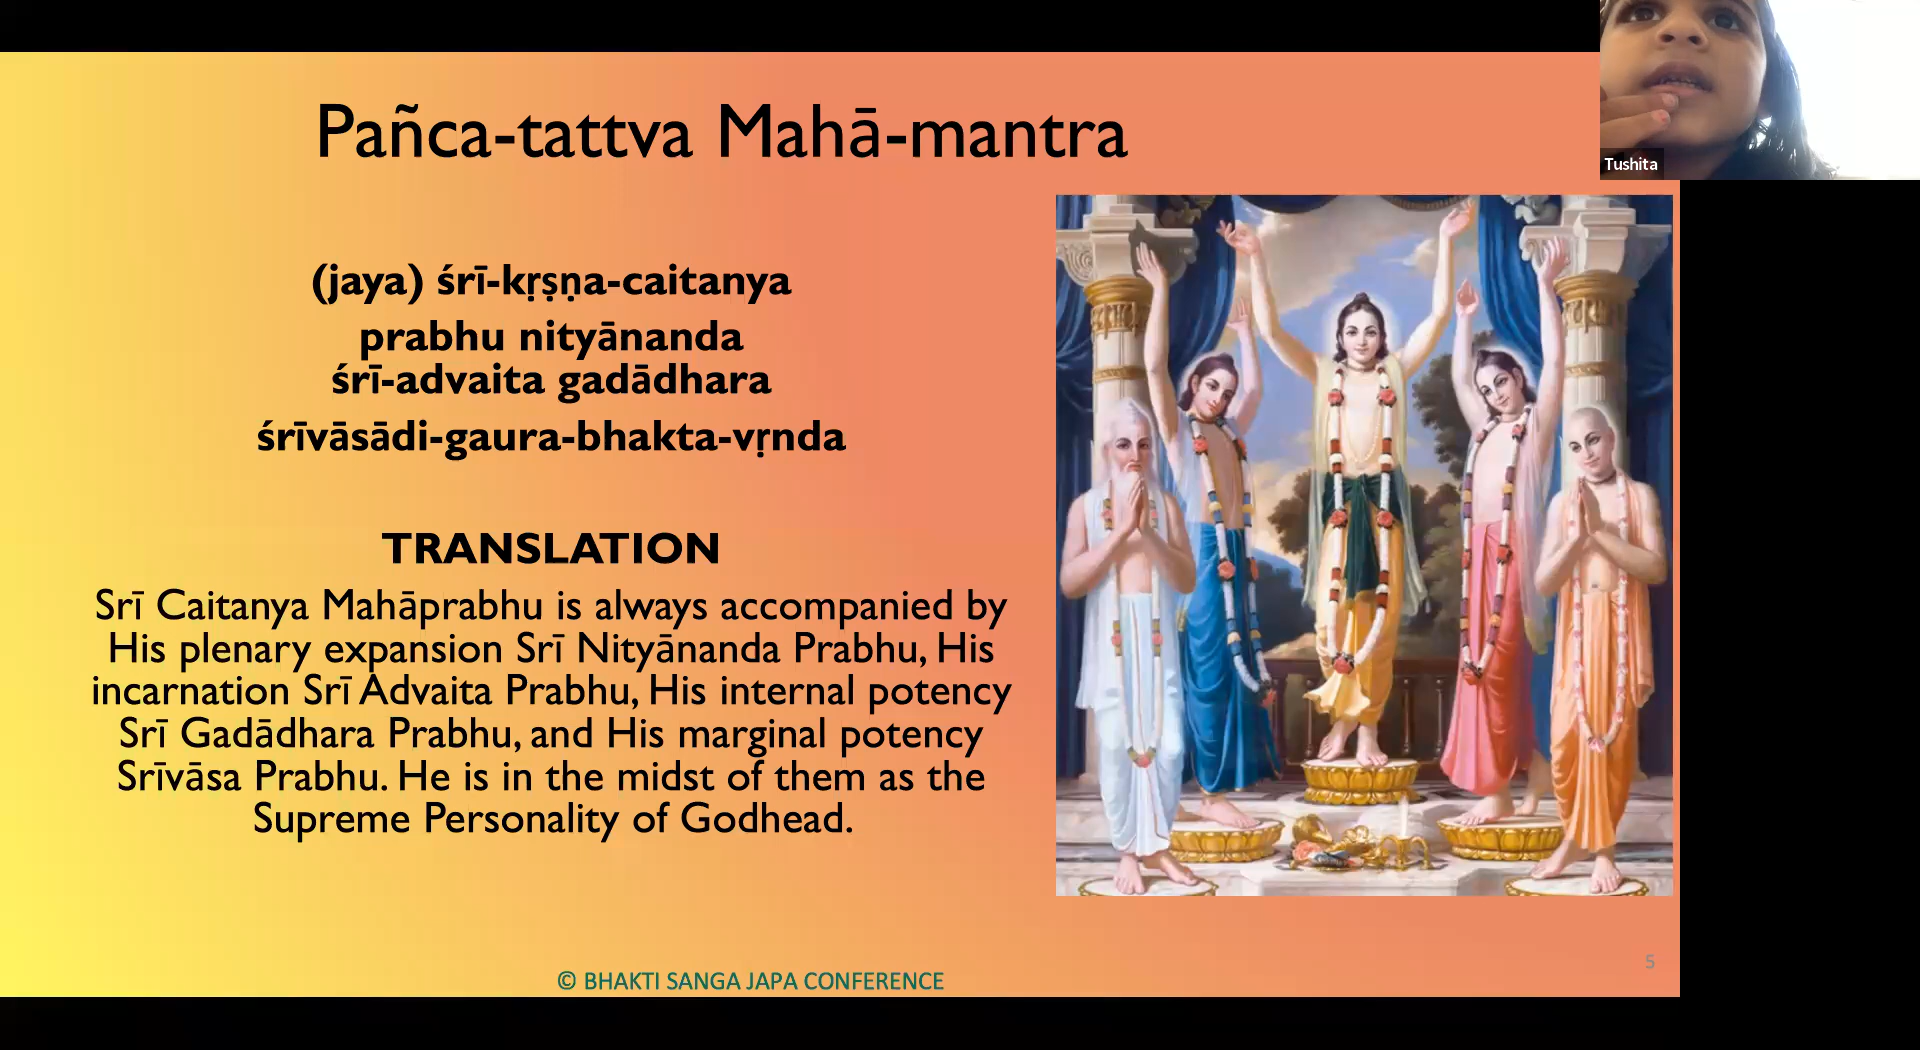 Pañca-tattva Mahā-mantra
(jaya) śrī-kṛṣṇa-caitanya
prabhu nityānanda
śrī-advaita gadādhara
śrīvāsādi-gaura-bhakta-vṛnda
TRANSLATION
Srī Caitanya Mahāprabhu is always accompanied by
His plenary expansion Srī Nityānanda Prabhu, His
incarnation Srī Advaita Prabhu, His internal potency
Srī Gadādhara Prabhu, and His marginal potency
Srīvāsa Prabhu. He is in the midst of them as the
Supreme Personality of Godhead.
© BHAKTI SANGA JAPA CONFERENCE
5
Tushita